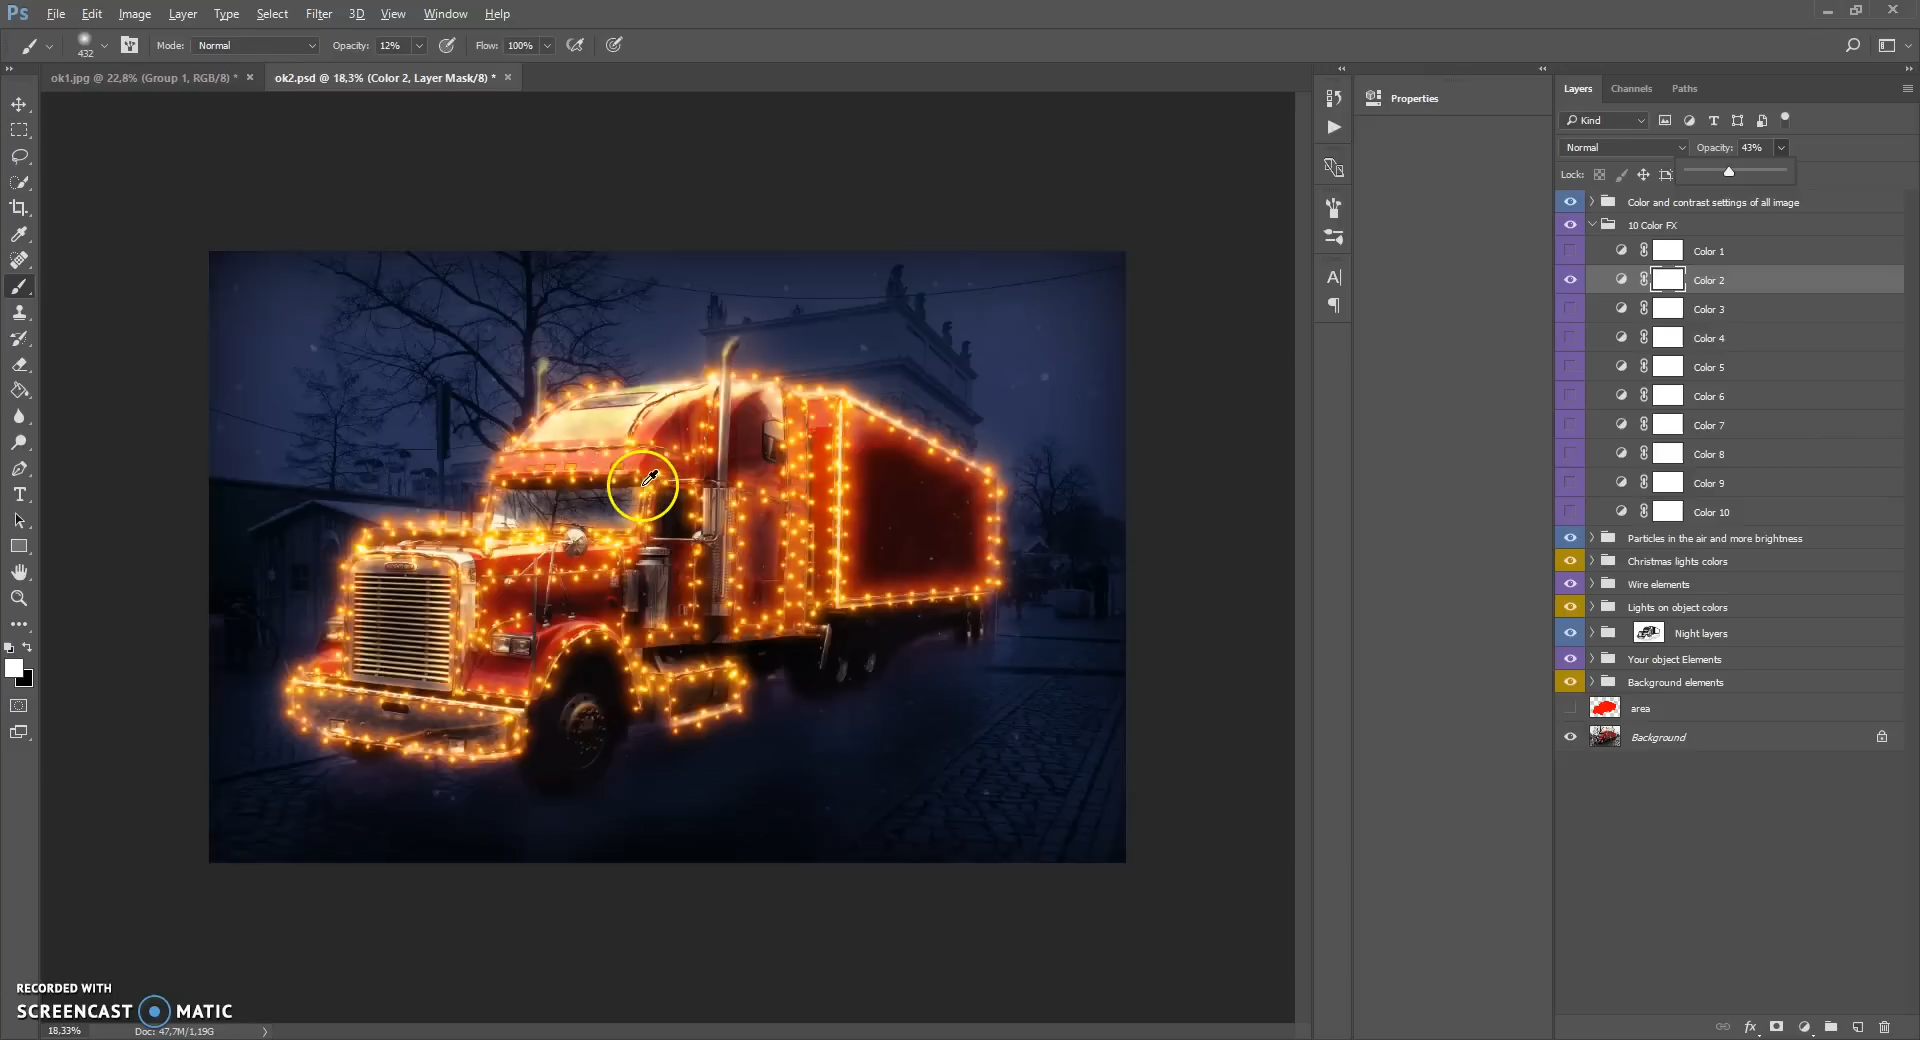 Ps File Edit Image Layer Type Select Filter 3D View Window Help
432 Mode: Normal Opacity: 12% Flow: 100%
ok1.jpg @ 22,8% (Group 1, RGB/8) * × ok2.psd @ 18,3% (Color 2, Layer Mask/8) * ×
Properties
Layers Channels Paths
Kind
Normal Opacity: 43%
Lock:
Color and contrast settings of all image
10 Color FX
Color 1
Color 2
Color 3
Color 4
Color 5
Color 6
Color 7
Color 8
Color 9
Color 10
Particles in the air and more brightness
Christmas lights colors
Wire elements
Lights on object colors
Night layers
Your object Elements
Background elements
area
Background
RECORDED WITH
SCREENCAST MATIC
18,33% Doc: 47,7M/1,19G